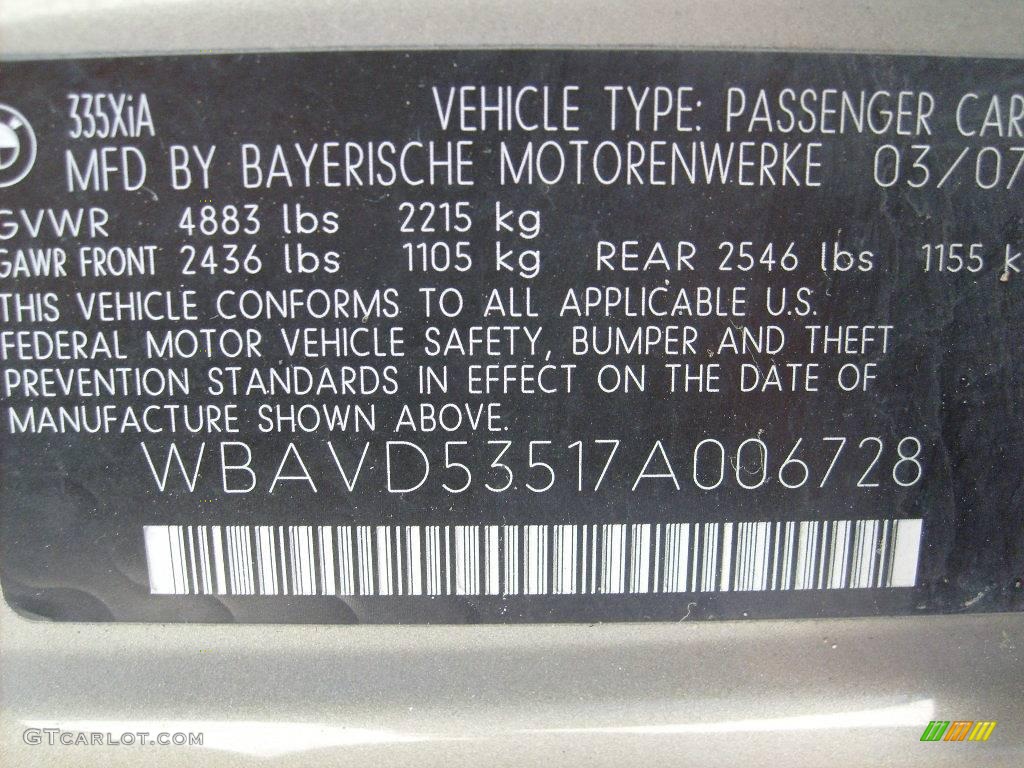 335XiA VEHICLE TYPE: PASSENGER CAR
MFD BY BAYERISCHE MOTORENWERKE 03/07
GVWR 4883 lbs 2215 kg
GAWR FRONT 2436 lbs 1105 kg REAR 2546 lbs 1155 k
THIS VEHICLE CONFORMS TO ALL APPLICABLE U.S.
FEDERAL MOTOR VEHICLE SAFETY, BUMPER AND THEFT
PREVENTION STANDARDS IN EFFECT ON THE DATE OF
MANUFACTURE SHOWN ABOVE.
WBAVD53517A006728
GTCARLOT.COM